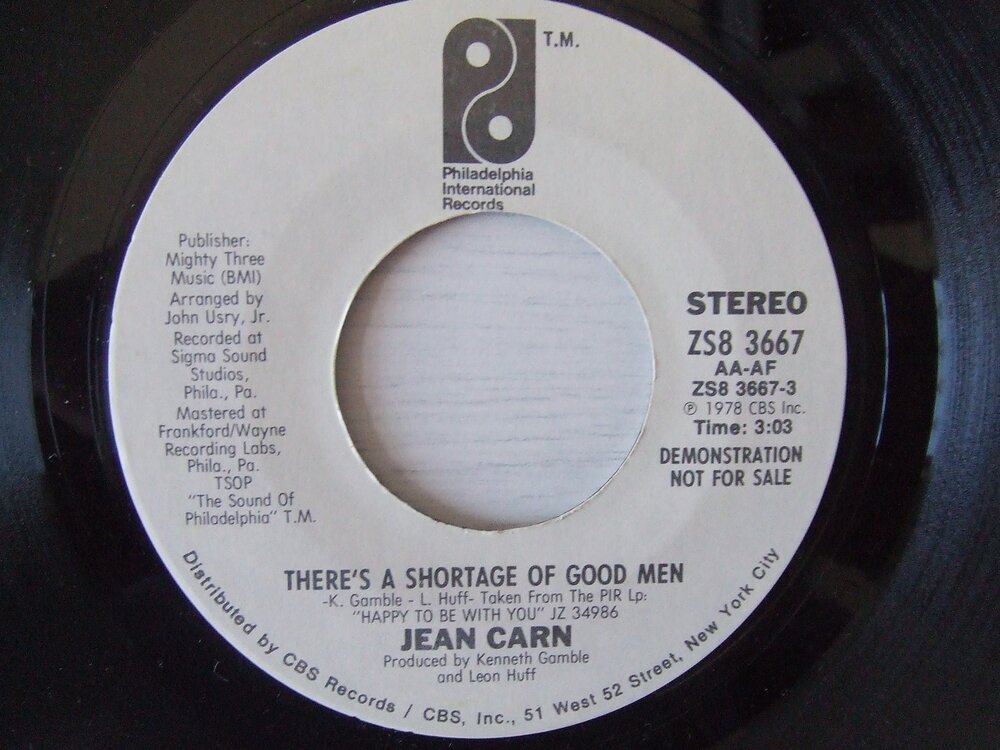 T.M.
Philadelphia
International
Records
Publisher:
Mighty Three
Music (BMI)
Arranged by
John Usry, Jr.
Recorded at
Sigma Sound
Studios,
Phila., Pa.
Mastered at
Frankford/Wayne
Recording Labs,
Phila., Pa.
TSOP
"The Sound Of
Philadelphia" T.M.
STEREO
ZS8 3667
AA-AF
ZS8 3667-3
℗ 1978 CBS Inc.
Time: 3:03
DEMONSTRATION
NOT FOR SALE
THERE'S A SHORTAGE OF GOOD MEN
-K. Gamble - L. Huff- Taken From The PIR Lp:
"HAPPY TO BE WITH YOU" JZ 34986
JEAN CARN
Produced by Kenneth Gamble
and Leon Huff
Distributed by CBS Records / CBS, Inc., 51 West 52 Street, New York City